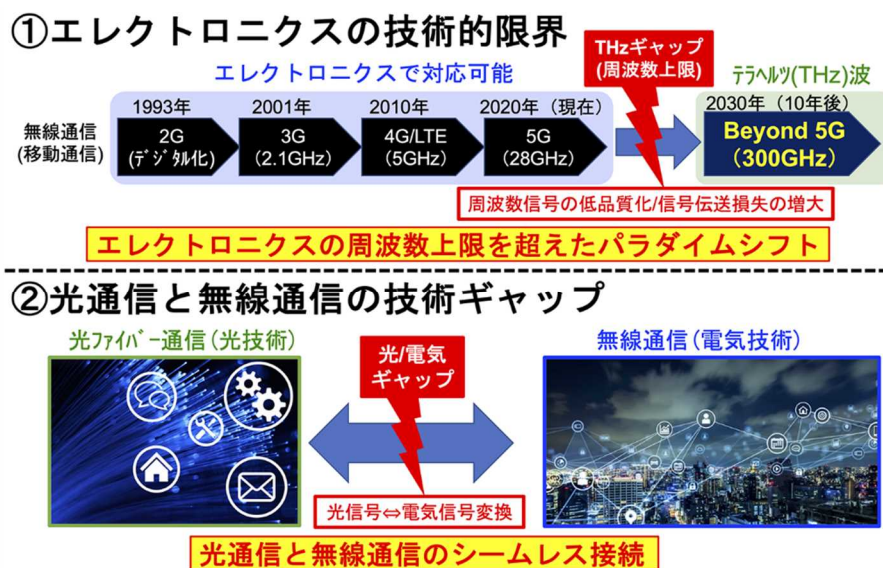 ①エレクトロニクスの技術的限界
エレクトロニクスで対応可能
THzギャップ
(周波数上限)
テラヘルツ(THz)波
無線通信
(移動通信)
1993年
2G
(デジタル化)
2001年
3G
(2.1GHz)
2010年
4G/LTE
(5GHz)
2020年（現在）
5G
(28GHz)
2030年（10年後）
Beyond 5G
(300GHz)
周波数信号の低品質化/信号伝送損失の増大
エレクトロニクスの周波数上限を超えたパラダイムシフト
②光通信と無線通信の技術ギャップ
光ファイバー通信(光技術)
光/電気
ギャップ
無線通信(電気技術)
光信号⇔電気信号変換
光通信と無線通信のシームレス接続